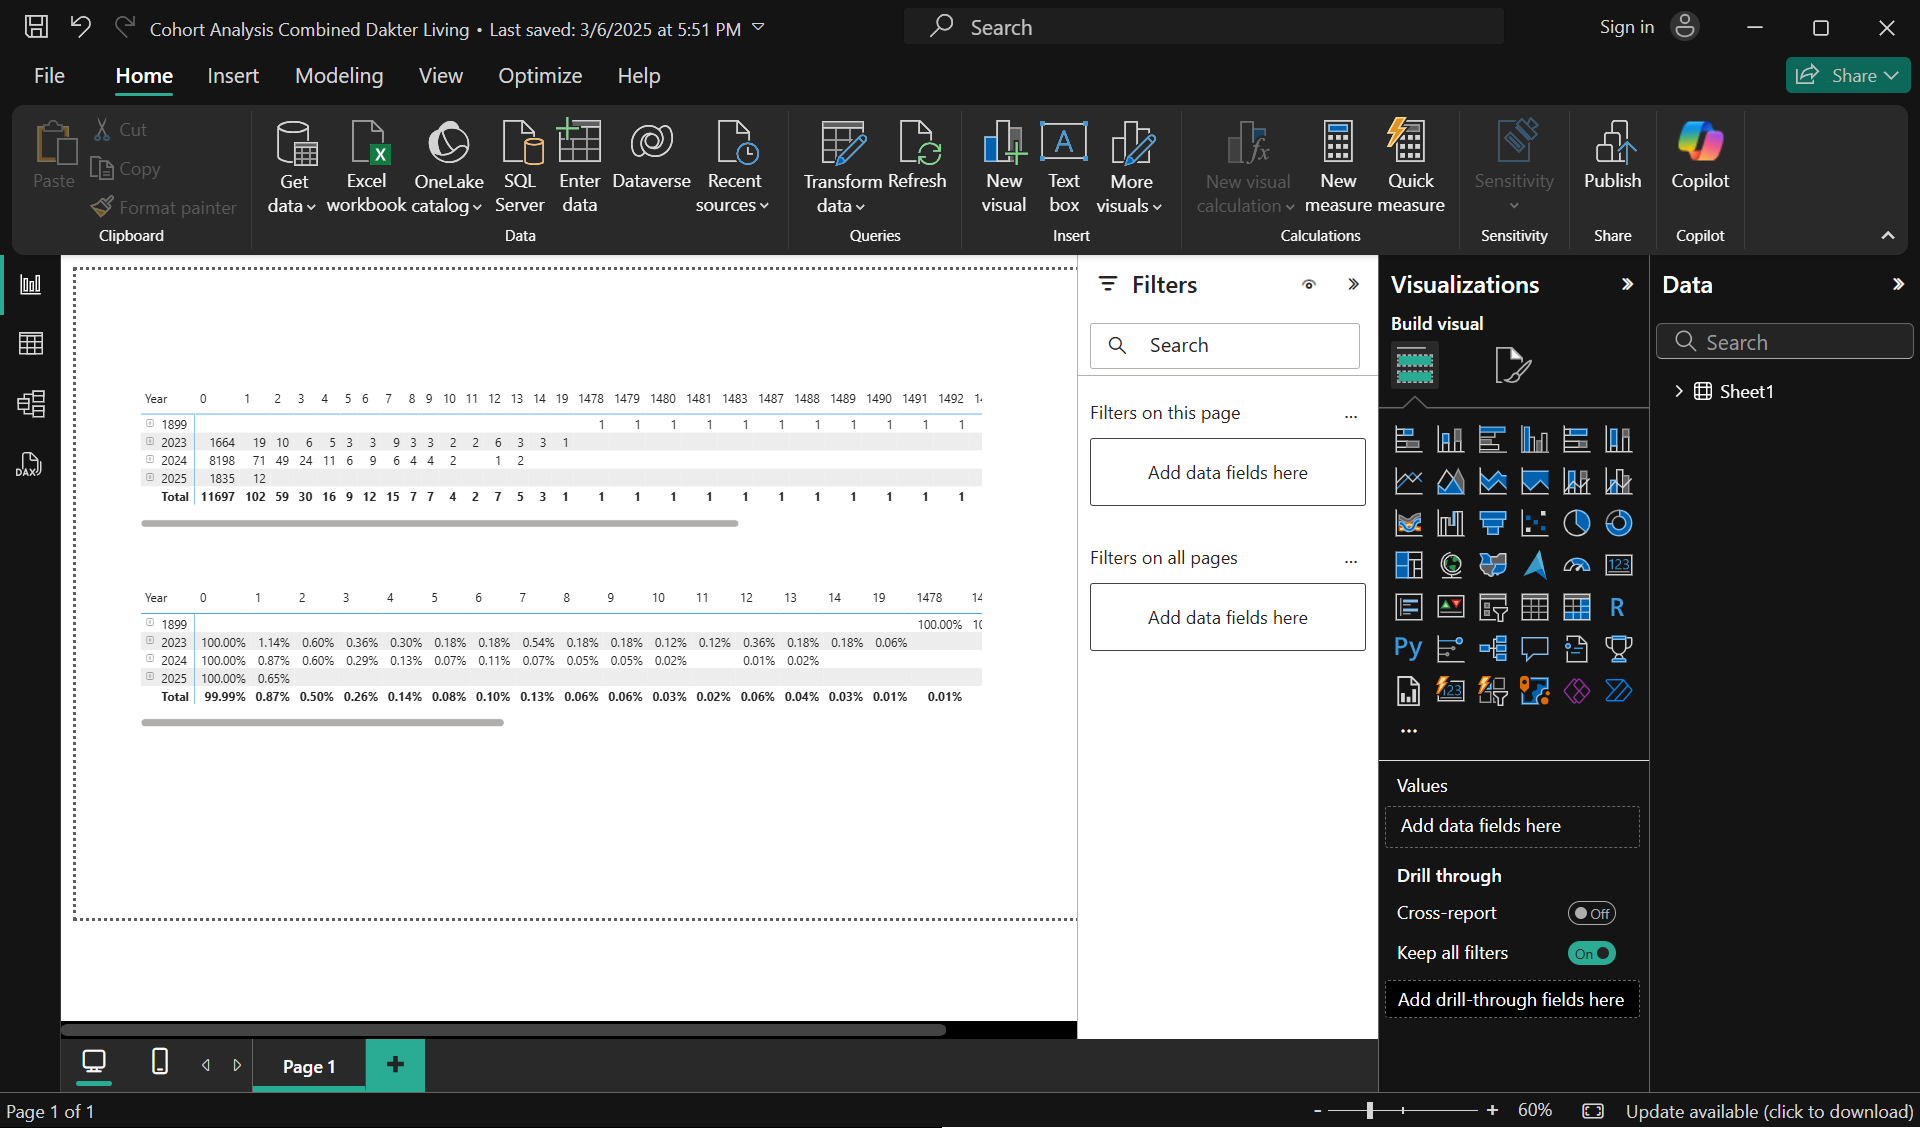 Cohort Analysis Combined Dakter Living • Last saved: 3/6/2025 at 5:51 PM
Search
Sign in
File Home Insert Modeling View Optimize Help
Share
Paste
Cut
Copy
Format painter
Clipboard
Get data
Excel workbook
OneLake catalog
SQL Server
Enter data
Dataverse
Recent sources
Data
Transform data
Refresh
Queries
New visual
Text box
More visuals
Insert
New visual calculation
New measure
Quick measure
Calculations
Sensitivity
Sensitivity
Publish
Share
Copilot
Copilot
DAX
Year 0 1 2 3 4 5 6 7 8 9 10 11 12 13 14 19 1478 1479 1480 1481 1483 1487 1488 1489 1490 1491 1492
1899 1 1 1 1 1 1 1 1 1 1 1
2023 1664 19 10 6 5 3 3 9 3 3 2 2 6 3 3 1
2024 8198 71 49 24 11 6 9 6 4 4 2 1 2
2025 1835 12
Total 11697 102 59 30 16 9 12 15 7 7 4 2 7 5 3 1 1 1 1 1 1 1 1 1 1 1 1
Year 0 1 2 3 4 5 6 7 8 9 10 11 12 13 14 19 1478
1899 100.00%
2023 100.00% 1.14% 0.60% 0.36% 0.30% 0.18% 0.18% 0.54% 0.18% 0.18% 0.12% 0.12% 0.36% 0.18% 0.18% 0.06%
2024 100.00% 0.87% 0.60% 0.29% 0.13% 0.07% 0.11% 0.07% 0.05% 0.05% 0.02% 0.01% 0.02%
2025 100.00% 0.65%
Total 99.99% 0.87% 0.50% 0.26% 0.14% 0.08% 0.10% 0.13% 0.06% 0.06% 0.03% 0.02% 0.06% 0.04% 0.03% 0.01% 0.01%
Filters
Search
Filters on this page ...
Add data fields here
Filters on all pages ...
Add data fields here
Visualizations
Build visual
123
R
Py
123
Values
Add data fields here
Drill through
Cross-report Off
Keep all filters On
Add drill-through fields here
Data
Search
Sheet1
Page 1
+
Page 1 of 1
- + 60%
Update available (click to download)